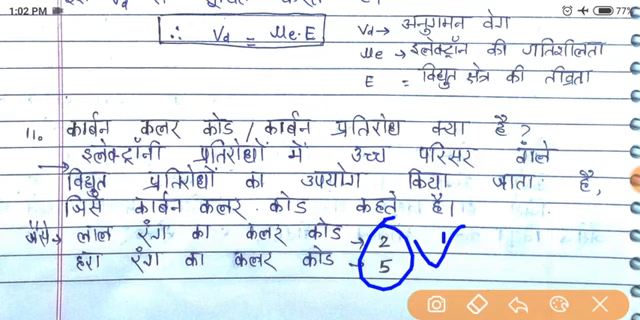 1:02 PM 77%
∴ Vd = μe·E
Vd → अनुगमन वेग
μe → इलेक्ट्रॉन की गतिशीलता
E = विद्युत क्षेत्र की तीव्रता
11. कार्बन कलर कोड / कार्बन प्रतिरोध क्या है ?
→ इलेक्ट्रॉनी प्रतिरोधों में उच्च परिसर वाले
विद्युत प्रतिरोधों का उपयोग किया जाता है,
जिसे कार्बन कलर कोड कहते हैं।
जैसे→ लाल रंग का कलर कोड → 2
हरा रंग का कलर कोड → 5